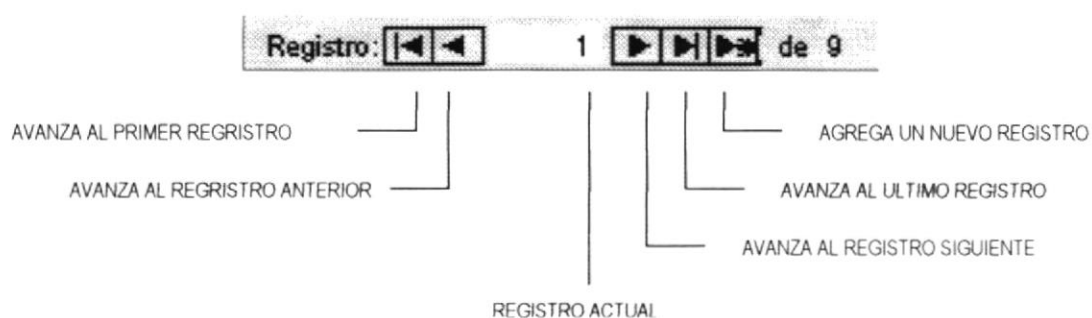 Registro: 1 de 9
AVANZA AL PRIMER REGRISTRO
AGREGA UN NUEVO REGISTRO
AVANZA AL REGRISTRO ANTERIOR
AVANZA AL ULTIMO REGISTRO
AVANZA AL REGISTRO SIGUIENTE
REGISTRO ACTUAL